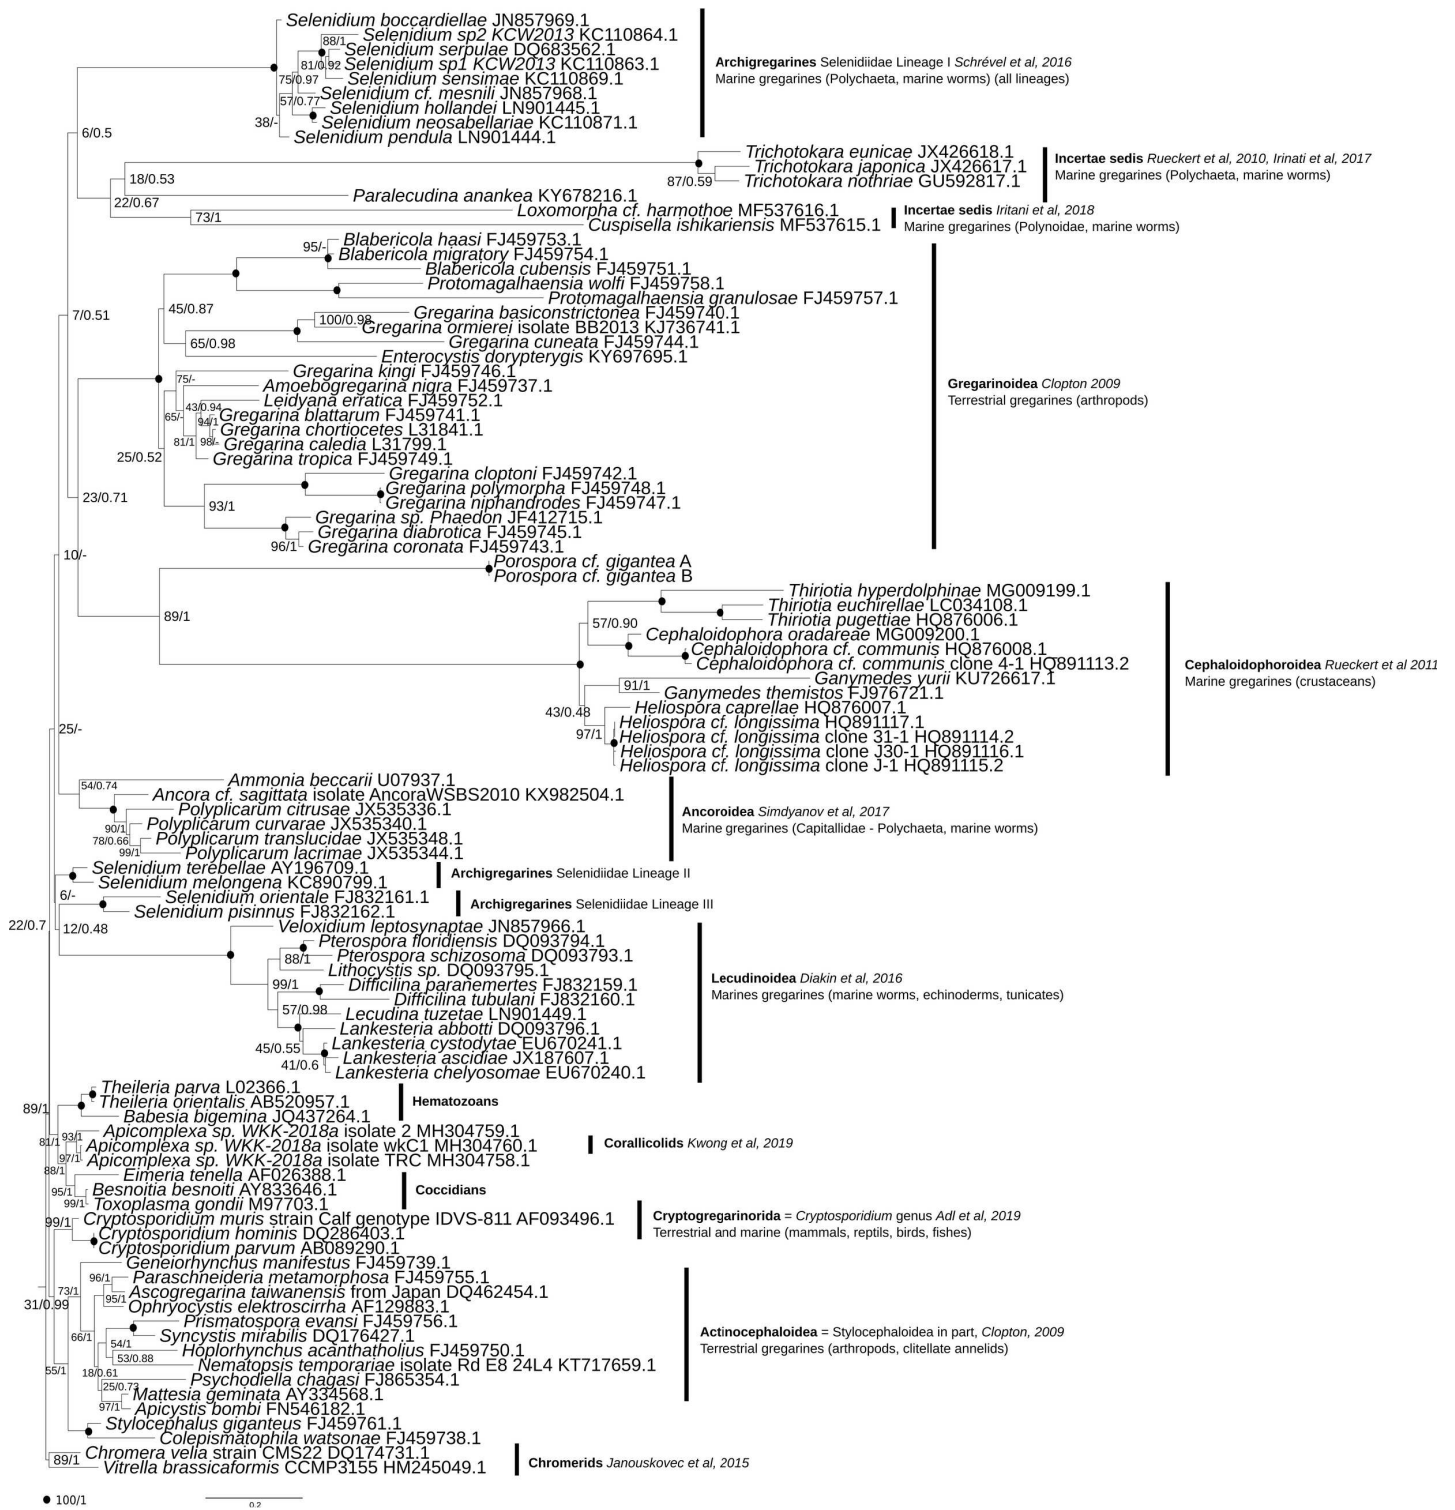 Selenidium boccardiellae JN857969.1
88/1 Selenidium sp2 KCW2013 KC110864.1
Selenidium serpulae DQ683562.1
81/0.92 Selenidium sp1 KCW2013 KC110863.1
75/0.97 Selenidium sensimae KC110869.1
Selenidium cf. mesnili JN857968.1
57/0.77 Selenidium hollandei LN901445.1
38/- Selenidium neosabellariae KC110871.1
Selenidium pendula LN901444.1
Archigregarines Selenidiidae Lineage I Schrével et al, 2016
Marine gregarines (Polychaeta, marine worms) (all lineages)
6/0.5
Trichotokara eunicae JX426618.1
Trichotokara japonica JX426617.1
87/0.59 Trichotokara nothriae GU592817.1
18/0.53
Paralecudina anankea KY678216.1
Incertae sedis Rueckert et al, 2010, Irinati et al, 2017
Marine gregarines (Polychaeta, marine worms)
22/0.67
Loxomorpha cf. harmothoe MF537616.1
73/1
Cuspisella ishikariensis MF537615.1
Incertae sedis Iritani et al, 2018
Marine gregarines (Polynoidae, marine worms)
95/- Blabericola haasi FJ459753.1
Blabericola migratory FJ459754.1
Blabericola cubensis FJ459751.1
Protomagalhaensia wolfi FJ459758.1
Protomagalhaensia granulosae FJ459757.1
7/0.51
45/0.87
Gregarina basiconstrictonea FJ459740.1
100/0.98
Gregarina ormierei isolate BB2013 KJ736741.1
65/0.98 Gregarina cuneata FJ459744.1
Enterocystis dorypterygis KY697695.1
Gregarina kingi FJ459746.1
75/-
Amoebogregarina nigra FJ459737.1
Leidyana erratica FJ459752.1
43/0.94
65/- Gregarina blattarum FJ459741.1
94/1
Gregarina chortiocetes L31841.1
81/1 98/- Gregarina caledia L31799.1
25/0.52 Gregarina tropica FJ459749.1
Gregarina cloptoni FJ459742.1
Gregarina polymorpha FJ459748.1
23/0.71
93/1 Gregarina niphandrodes FJ459747.1
Gregarina sp. Phaedon JF412715.1
Gregarina diabrotica FJ459745.1
96/1 Gregarina coronata FJ459743.1
Gregarinoidea Clopton 2009
Terrestrial gregarines (arthropods)
10/-
Porospora cf. gigantea A
Porospora cf. gigantea B
89/1
Thiriotia hyperdolphinae MG009199.1
Thiriotia euchirellae LC034108.1
Thiriotia pugettiae HQ876006.1
57/0.90
Cephaloidophora oradareae MG009200.1
Cephaloidophora cf. communis HQ876008.1
Cephaloidophora cf. communis clone 4-1 HQ891113.2
Ganymedes yurii KU726617.1
91/1
Ganymedes themistos FJ976721.1
43/0.48 Heliospora caprellae HQ876007.1
Heliospora cf. longissima HQ891117.1
97/1 Heliospora cf. longissima clone 31-1 HQ891114.2
Heliospora cf. longissima clone J30-1 HQ891116.1
Heliospora cf. longissima clone J-1 HQ891115.2
Cephaloidophoroidea Rueckert et al 2011
Marine gregarines (crustaceans)
25/-
Ammonia beccarii U07937.1
54/0.74
Ancora cf. sagittata isolate AncoraWSBS2010 KX982504.1
Polyplicarum citrusae JX535336.1
90/1 Polyplicarum curvarae JX535340.1
78/0.66 Polyplicarum translucidae JX535348.1
99/1 Polyplicarum lacrimae JX535344.1
Ancoroidea Simdyanov et al, 2017
Marine gregarines (Capitallidae - Polychaeta, marine worms)
Selenidium terebellae AY196709.1
Selenidium melongena KC890799.1
Archigregarines Selenidiidae Lineage II
6/-
Selenidium orientale FJ832161.1
Selenidium pisinnus FJ832162.1
Archigregarines Selenidiidae Lineage III
22/0.7
12/0.48
Veloxidium leptosynaptae JN857966.1
Pterospora floridiensis DQ093794.1
88/1 Pterospora schizosoma DQ093793.1
Lithocystis sp. DQ093795.1
99/1 Difficilina paranemertes FJ832159.1
Difficilina tubulani FJ832160.1
57/0.98
Lecudina tuzetae LN901449.1
Lankesteria abbotti DQ093796.1
45/0.55 Lankesteria cystodytae EU670241.1
41/0.6 Lankesteria ascidiae JX187607.1
Lankesteria chelyosomae EU670240.1
Lecudinoidea Diakin et al, 2016
Marines gregarines (marine worms, echinoderms, tunicates)
Theileria parva L02366.1
Theileria orientalis AB520957.1
89/1
Babesia bigemina JQ437264.1
Hematozoans
81/1 93/1 Apicomplexa sp. WKK-2018a isolate 2 MH304759.1
Apicomplexa sp. WKK-2018a isolate wkC1 MH304760.1
97/1 Apicomplexa sp. WKK-2018a isolate TRC MH304758.1
Corallicolids Kwong et al, 2019
88/1
Eimeria tenella AF026388.1
95/1 Besnoitia besnoiti AY833646.1
99/1 Toxoplasma gondii M97703.1
Coccidians
99/1 Cryptosporidium muris strain Calf genotype IDVS-811 AF093496.1
Cryptosporidium hominis DQ286403.1
Cryptosporidium parvum AB089290.1
Cryptogregarinorida = Cryptosporidium genus Adl et al, 2019
Terrestrial and marine (mammals, reptils, birds, fishes)
Geneiorhynchus manifestus FJ459739.1
96/1 Paraschneideria metamorphosa FJ459755.1
73/1
Ascogregarina taiwanensis from Japan DQ462454.1
31/0.99 95/1 Ophryocystis elektroscirrha AF129883.1
Prismatospora evansi FJ459756.1
66/1 Syncystis mirabilis DQ176427.1
54/1
Hoplorhynchus acanthatholius FJ459750.1
53/0.88
55/1 Nematopsis temporariae isolate Rd E8 24L4 KT717659.1
18/0.61
Psychodiella chagasi FJ865354.1
25/0.73
Mattesia geminata AY334568.1
97/1 Apicystis bombi FN546182.1
Actinocephaloidea = Stylocephaloidea in part, Clopton, 2009
Terrestrial gregarines (arthropods, clitellate annelids)
Stylocephalus giganteus FJ459761.1
Colepismatophila watsonae FJ459738.1
Chromera velia strain CMS22 DQ174731.1
89/1
Vitrella brassicaformis CCMP3155 HM245049.1
Chromerids Janouskovec et al, 2015
100/1
0.2